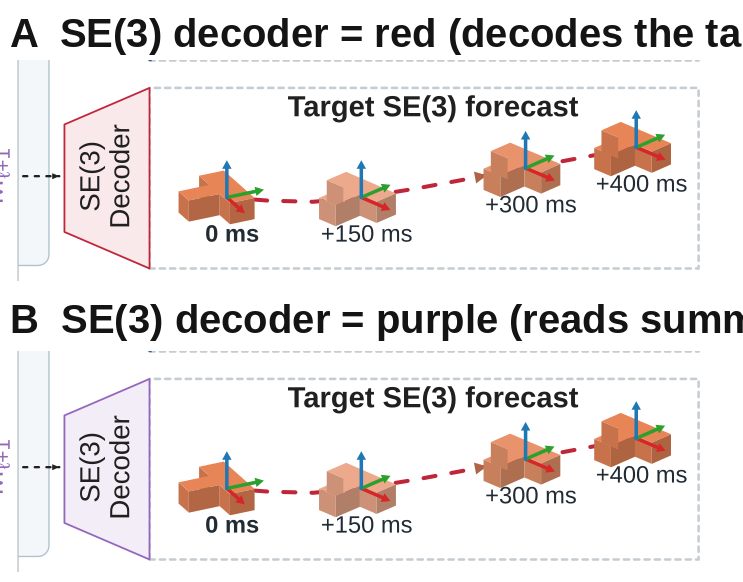 A SE(3) decoder = red (decodes the ta
Target SE(3) forecast
SE(3)
Decoder
0 ms
+150 ms
+300 ms
+400 ms
B SE(3) decoder = purple (reads summ
Target SE(3) forecast
SE(3)
Decoder
0 ms
+150 ms
+300 ms
+400 ms